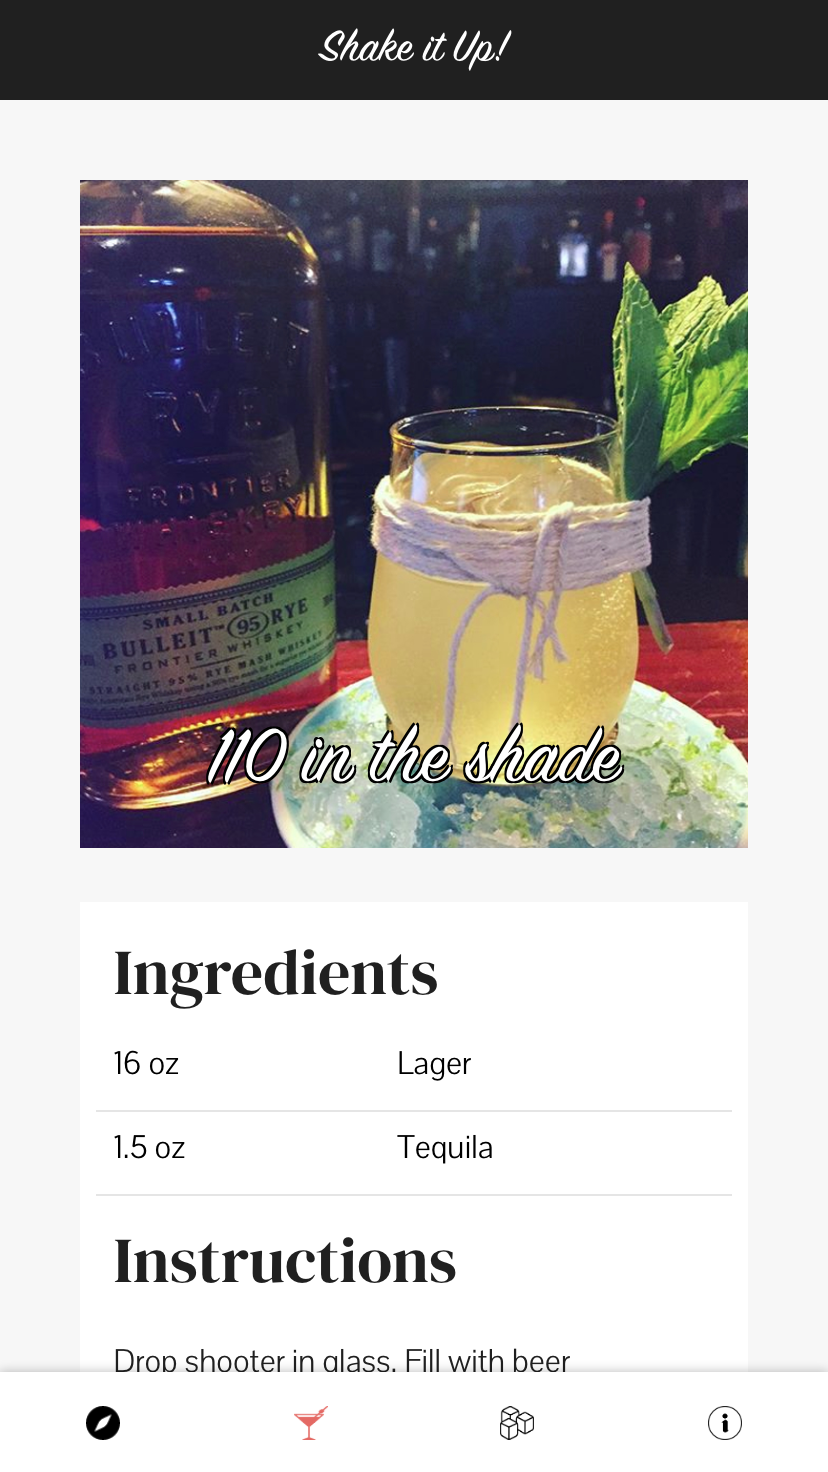 Shake it Up!
BULLEIT
RYE
FRONTIER
WHISKEY
SMALL BATCH
BULLEIT™ 95 RYE
FRONTIER WHISKEY
STRAIGHT 95% RYE MASH WHISKEY
110 in the shade
Ingredients
16 oz Lager
1.5 oz Tequila
Instructions
Drop shooter in glass. Fill with beer